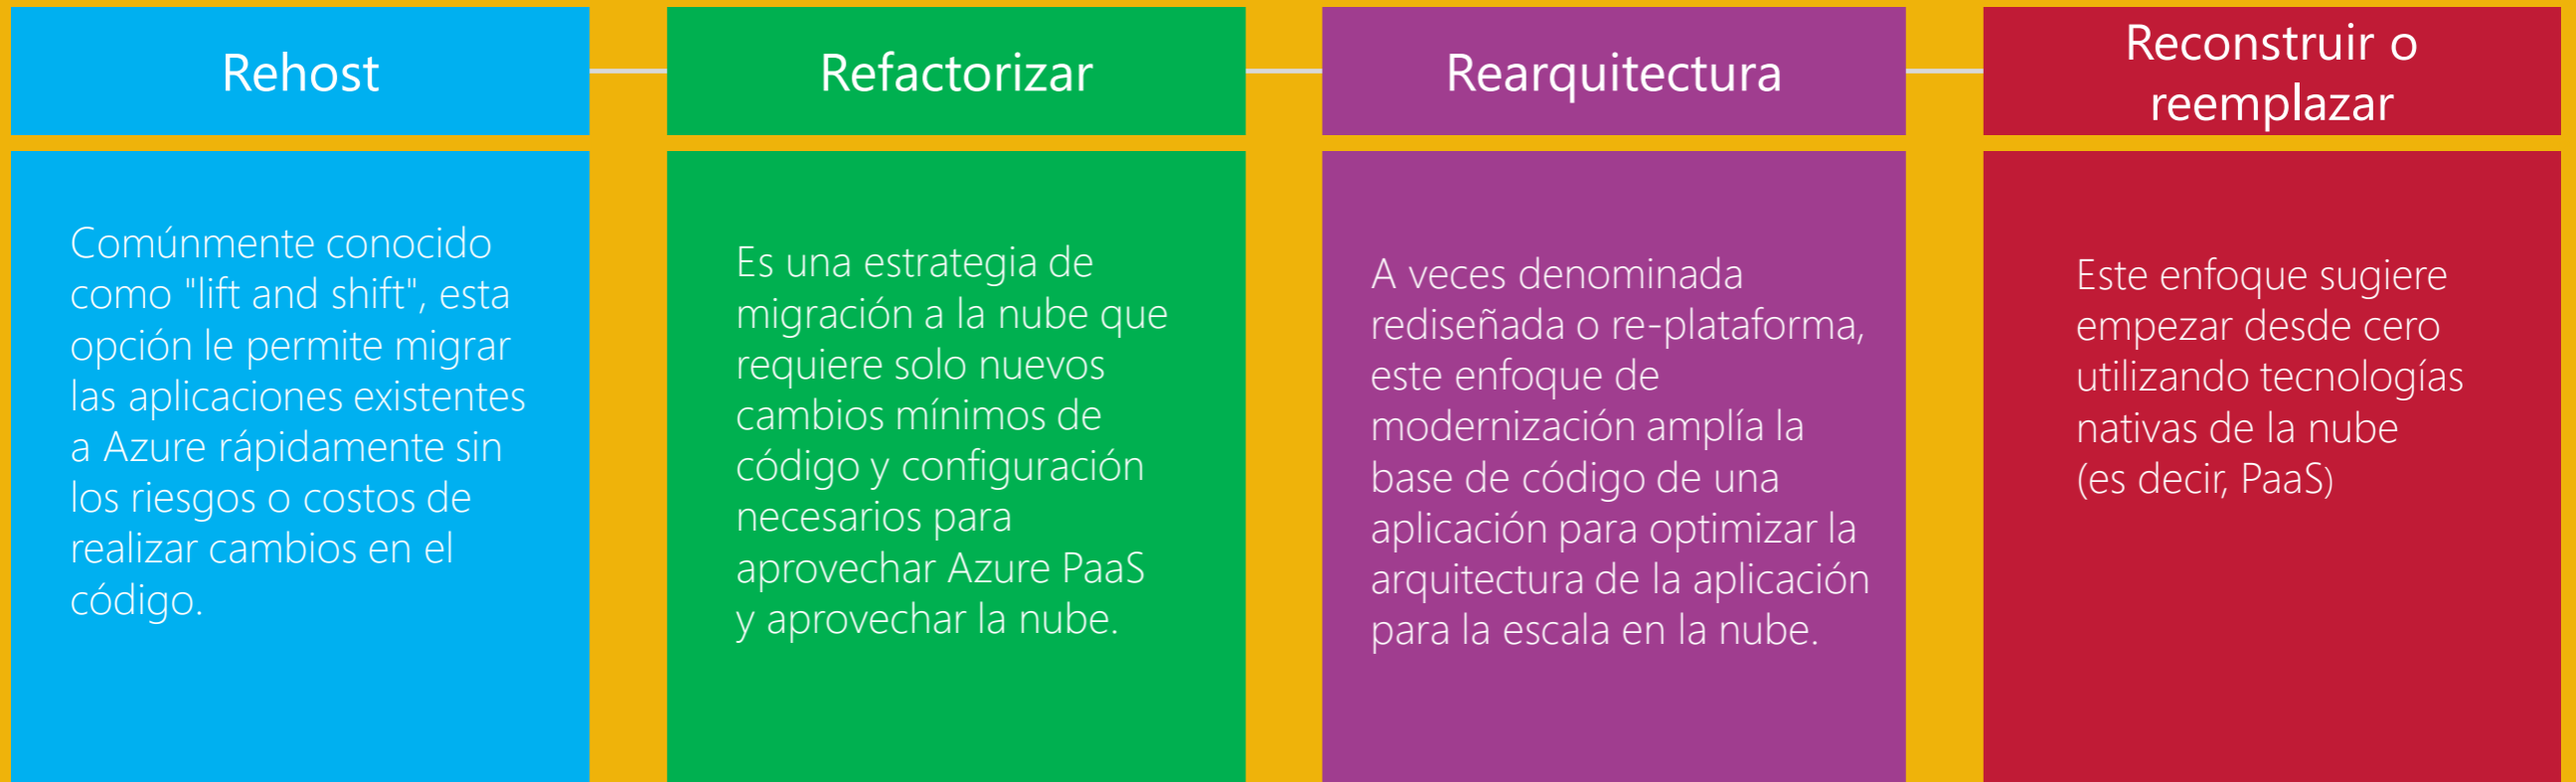 Rehost
Comúnmente conocido
como "lift and shift", esta
opción le permite migrar
las aplicaciones existentes
a Azure rápidamente sin
los riesgos o costos de
realizar cambios en el
código.
Refactorizar
Es una estrategia de
migración a la nube que
requiere solo nuevos
cambios mínimos de
código y configuración
necesarios para
aprovechar Azure PaaS
y aprovechar la nube.
Rearquitectura
A veces denominada
rediseñada o re-plataforma,
este enfoque de
modernización amplía la
base de código de una
aplicación para optimizar la
arquitectura de la aplicación
para la escala en la nube.
Reconstruir o
reemplazar
Este enfoque sugiere
empezar desde cero
utilizando tecnologías
nativas de la nube
(es decir, PaaS)